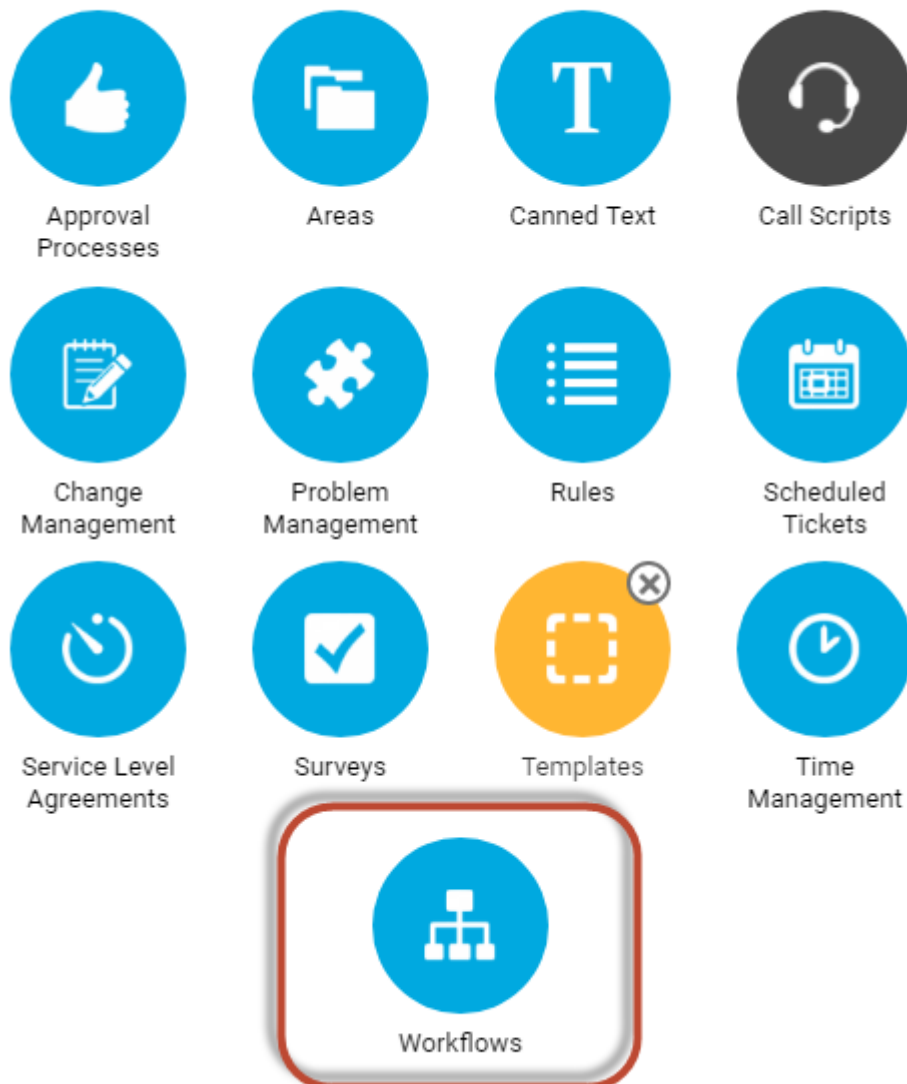 Approval
Processes
Areas
Canned Text
Call Scripts
Change
Management
Problem
Management
Rules
Scheduled
Tickets
Service Level
Agreements
Surveys
Templates
Time
Management
Workflows